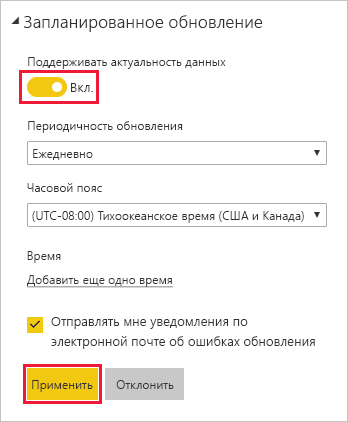 Запланированное обновление
Поддерживать актуальность данных
Вкл.
Периодичность обновления
Ежедневно
Часовой пояс
(UTC-08:00) Тихоокеанское время (США и Канада)
Время
Добавить еще одно время
Отправлять мне уведомления по
электронной почте об ошибках обновления
Применить Отклонить